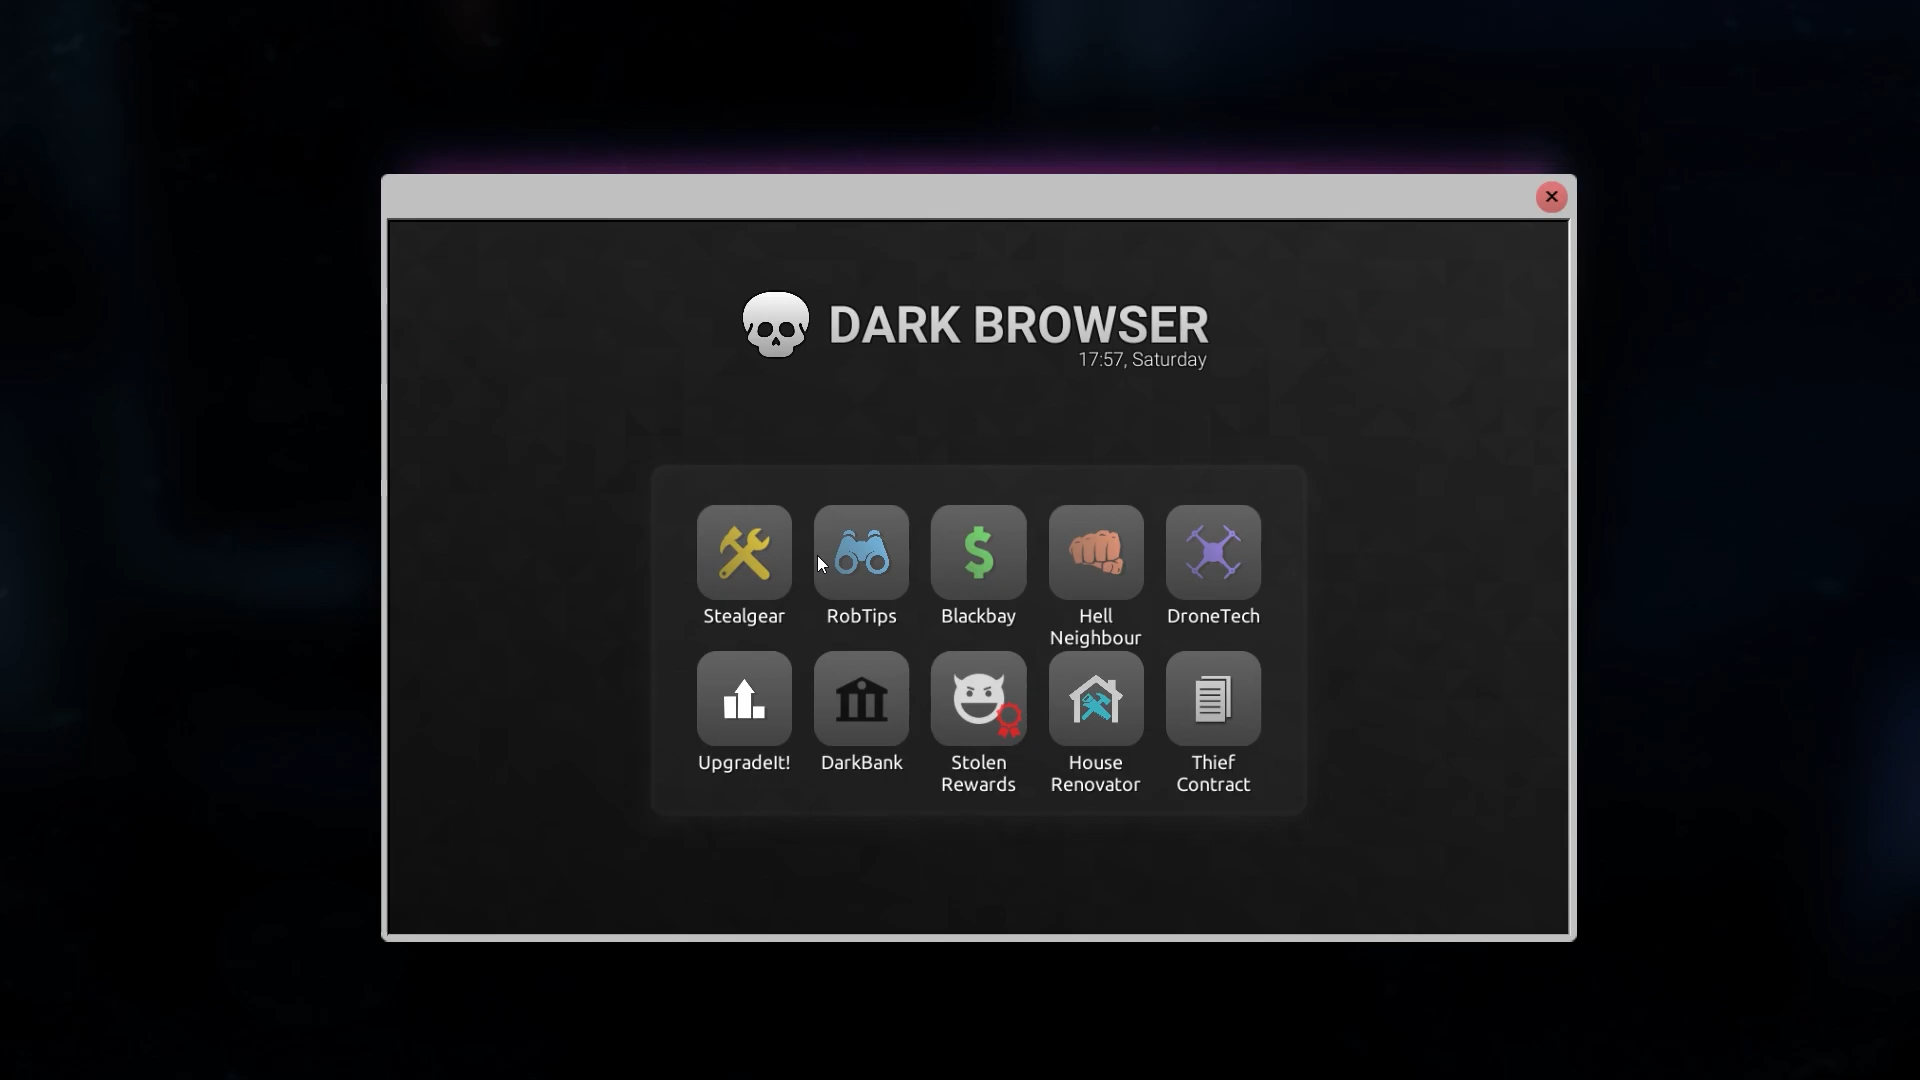 DARK BROWSER
17:57, Saturday
Stealgear
RobTips
Blackbay
Hell
Neighbour
DroneTech
UpgradeIt!
DarkBank
Stolen
Rewards
House
Renovator
Thief
Contract